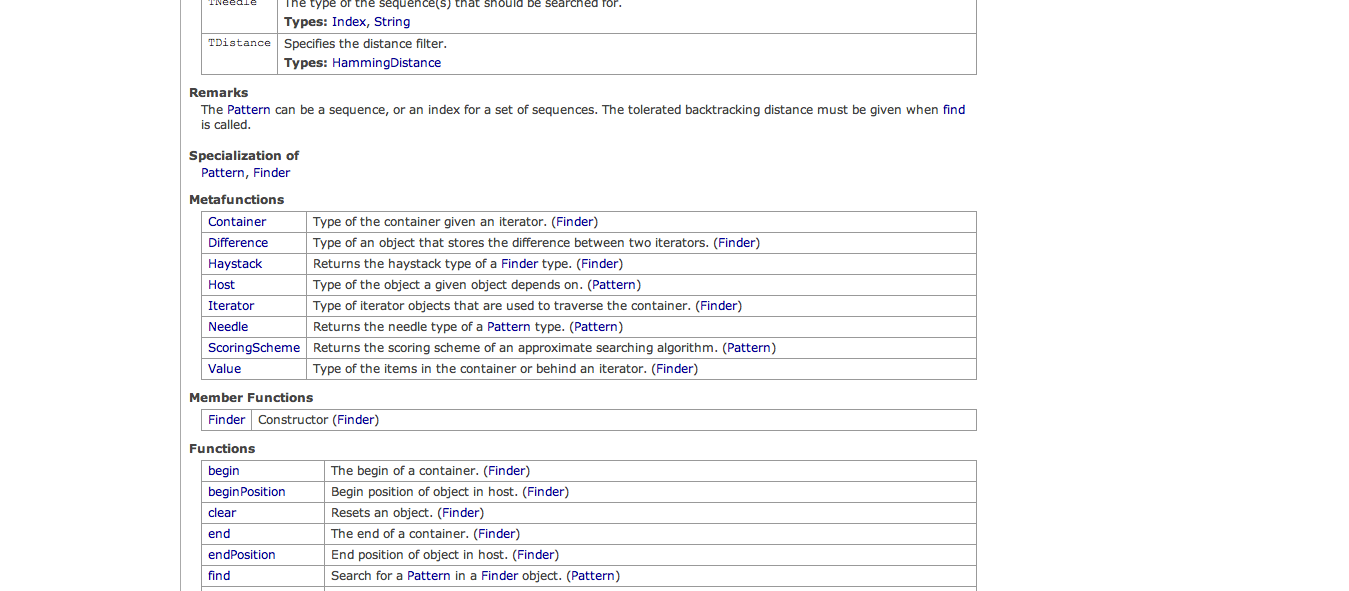 TNeedle The type of the sequence(s) that should be searched for.
Types: Index, String
TDistance Specifies the distance filter.
Types: HammingDistance
Remarks
The Pattern can be a sequence, or an index for a set of sequences. The tolerated backtracking distance must be given when find
is called.
Specialization of
Pattern, Finder
Metafunctions
Container Type of the container given an iterator. (Finder)
Difference Type of an object that stores the difference between two iterators. (Finder)
Haystack Returns the haystack type of a Finder type. (Finder)
Host Type of the object a given object depends on. (Pattern)
Iterator Type of iterator objects that are used to traverse the container. (Finder)
Needle Returns the needle type of a Pattern type. (Pattern)
ScoringScheme Returns the scoring scheme of an approximate searching algorithm. (Pattern)
Value Type of the items in the container or behind an iterator. (Finder)
Member Functions
Finder Constructor (Finder)
Functions
begin The begin of a container. (Finder)
beginPosition Begin position of object in host. (Finder)
clear Resets an object. (Finder)
end The end of a container. (Finder)
endPosition End position of object in host. (Finder)
find Search for a Pattern in a Finder object. (Pattern)